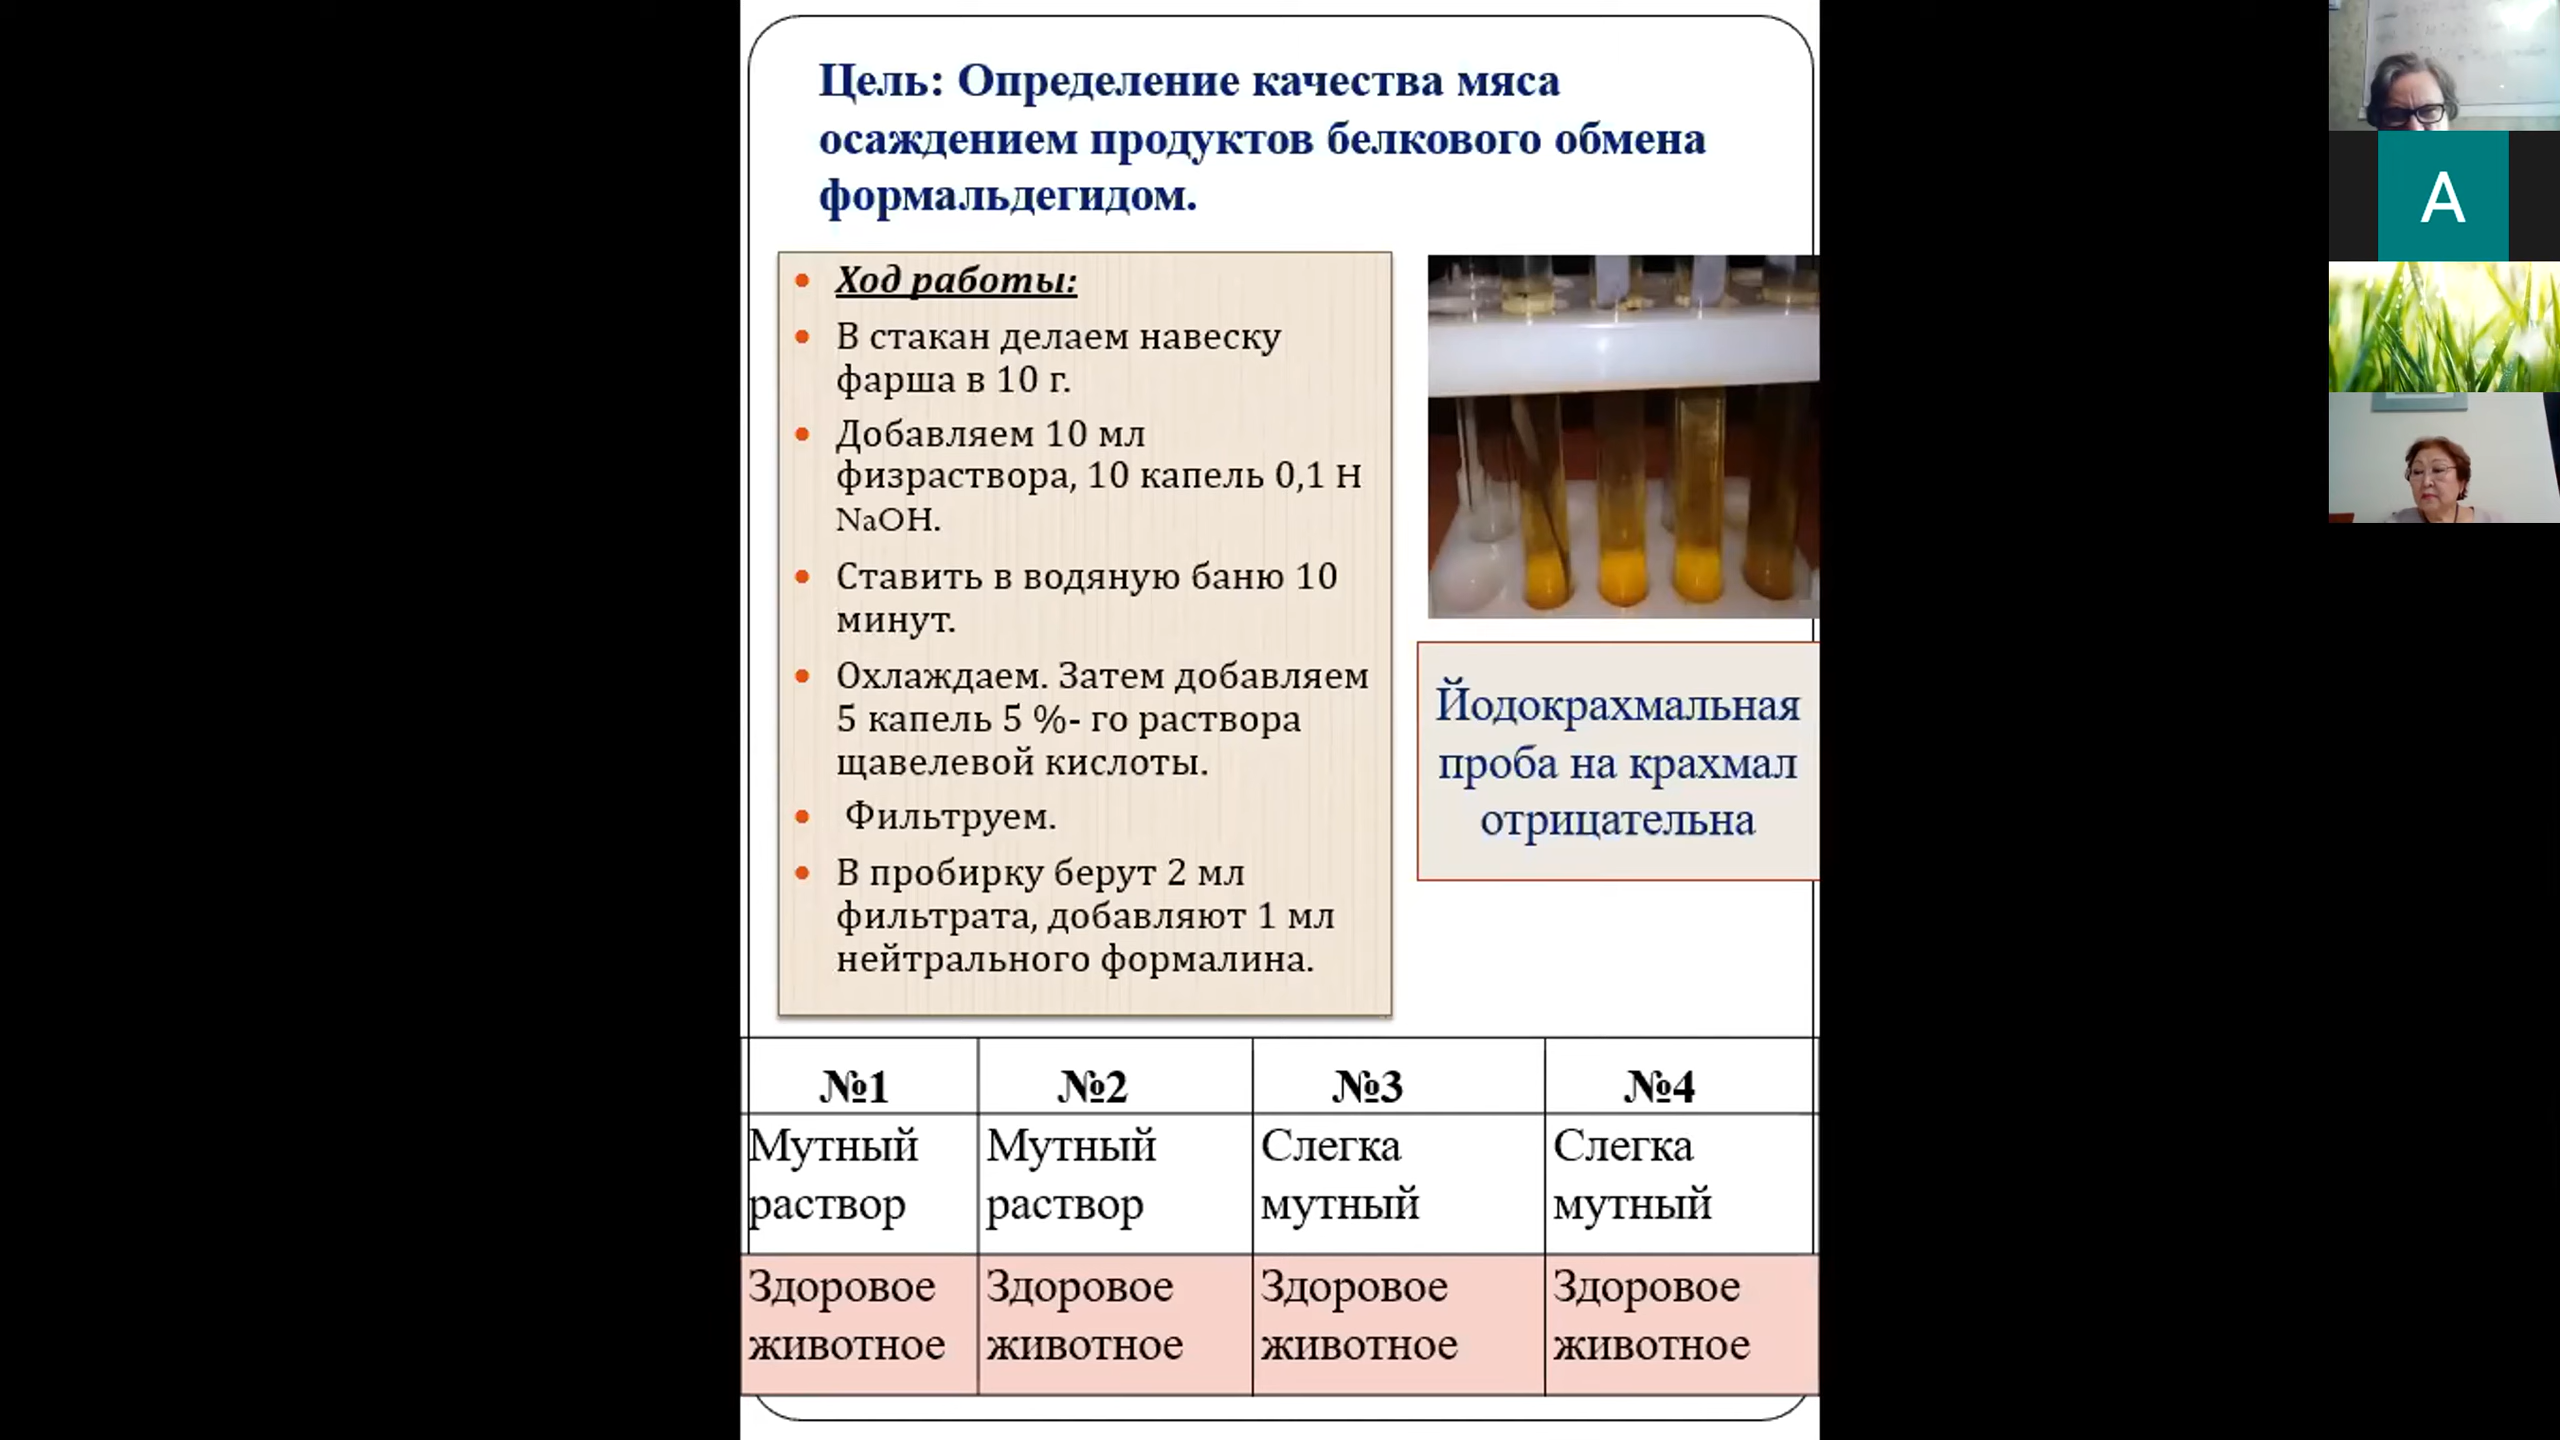 Цель: Определение качества мяса
осаждением продуктов белкового обмена
формальдегидом.
Ход работы:
В стакан делаем навеску
фарша в 10 г.
Добавляем 10 мл
физраствора, 10 капель 0,1 Н
NaOH.
Ставить в водяную баню 10
минут.
Охлаждаем. Затем добавляем
5 капель 5 %- го раствора
щавелевой кислоты.
Фильтруем.
В пробирку берут 2 мл
фильтрата, добавляют 1 мл
нейтрального формалина.
Йодокрахмальная
проба на крахмал
отрицательна
№1 №2 №3 №4
Мутный Мутный Слегка Слегка
раствор раствор мутный мутный
Здоровое Здоровое Здоровое Здоровое
животное животное животное животное
А